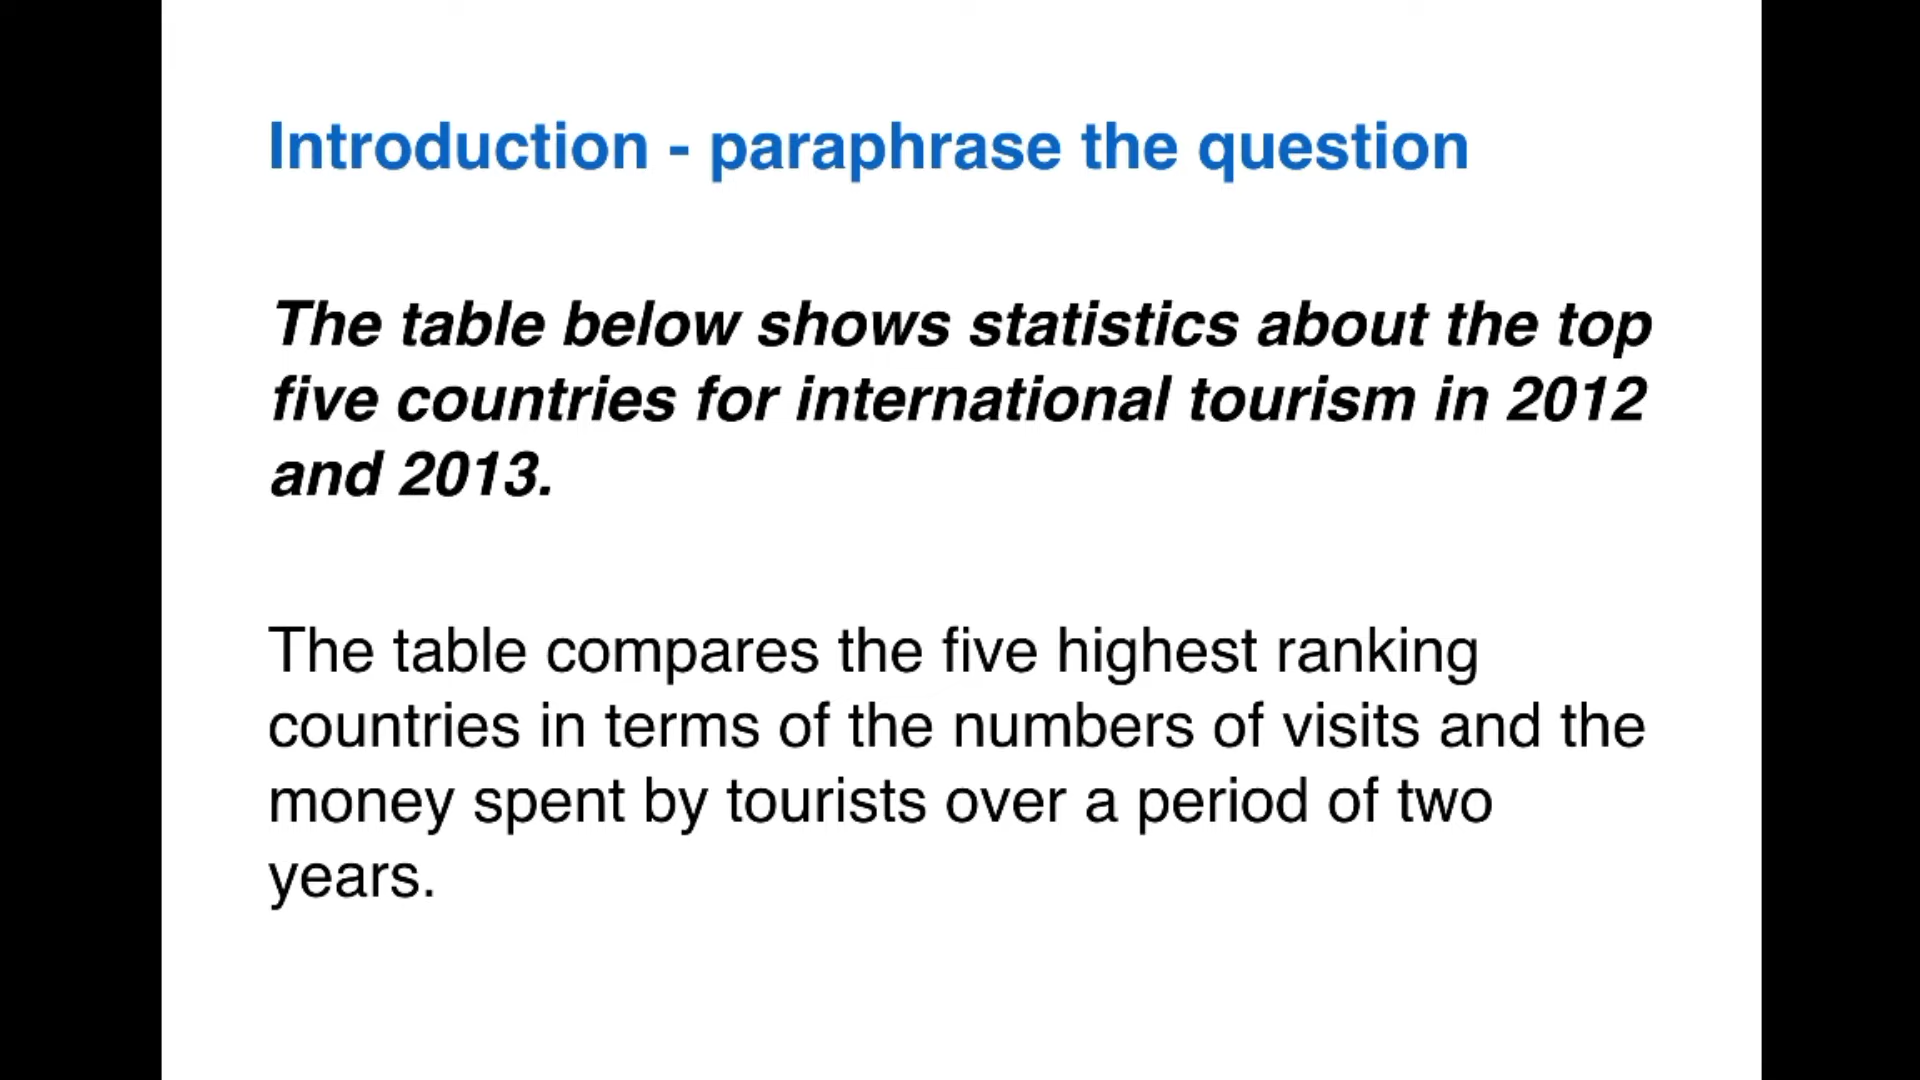 Introduction - paraphrase the question
The table below shows statistics about the top
five countries for international tourism in 2012
and 2013.
The table compares the five highest ranking
countries in terms of the numbers of visits and the
money spent by tourists over a period of two
years.